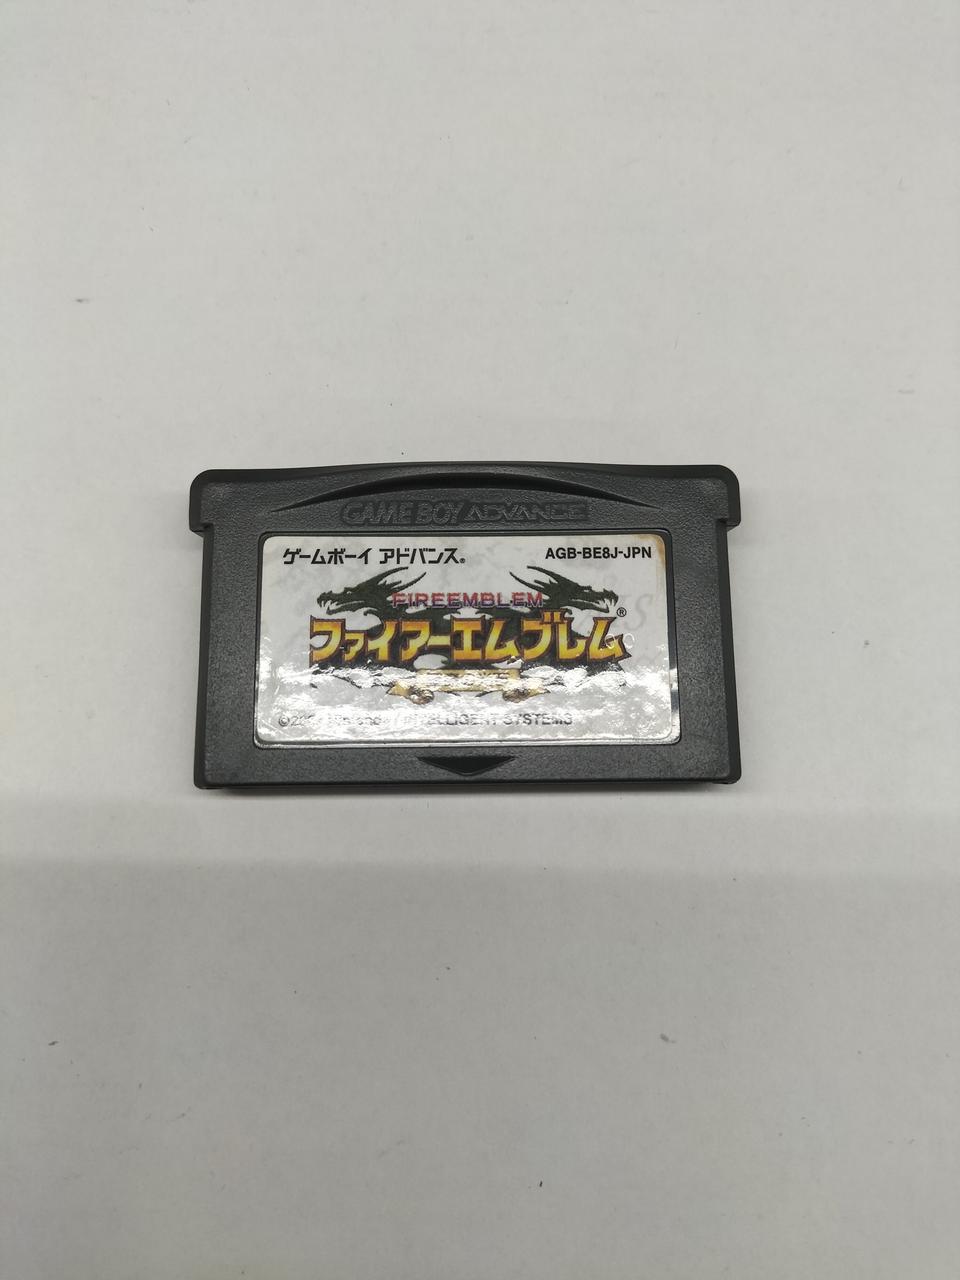 GAME BOY ADVANCE
ゲームボーイ アドバンス®
AGB-BE8J-JPN
FIREEMBLEM
ファイアーエムブレム®
INTELLIGENT SYSTEMS